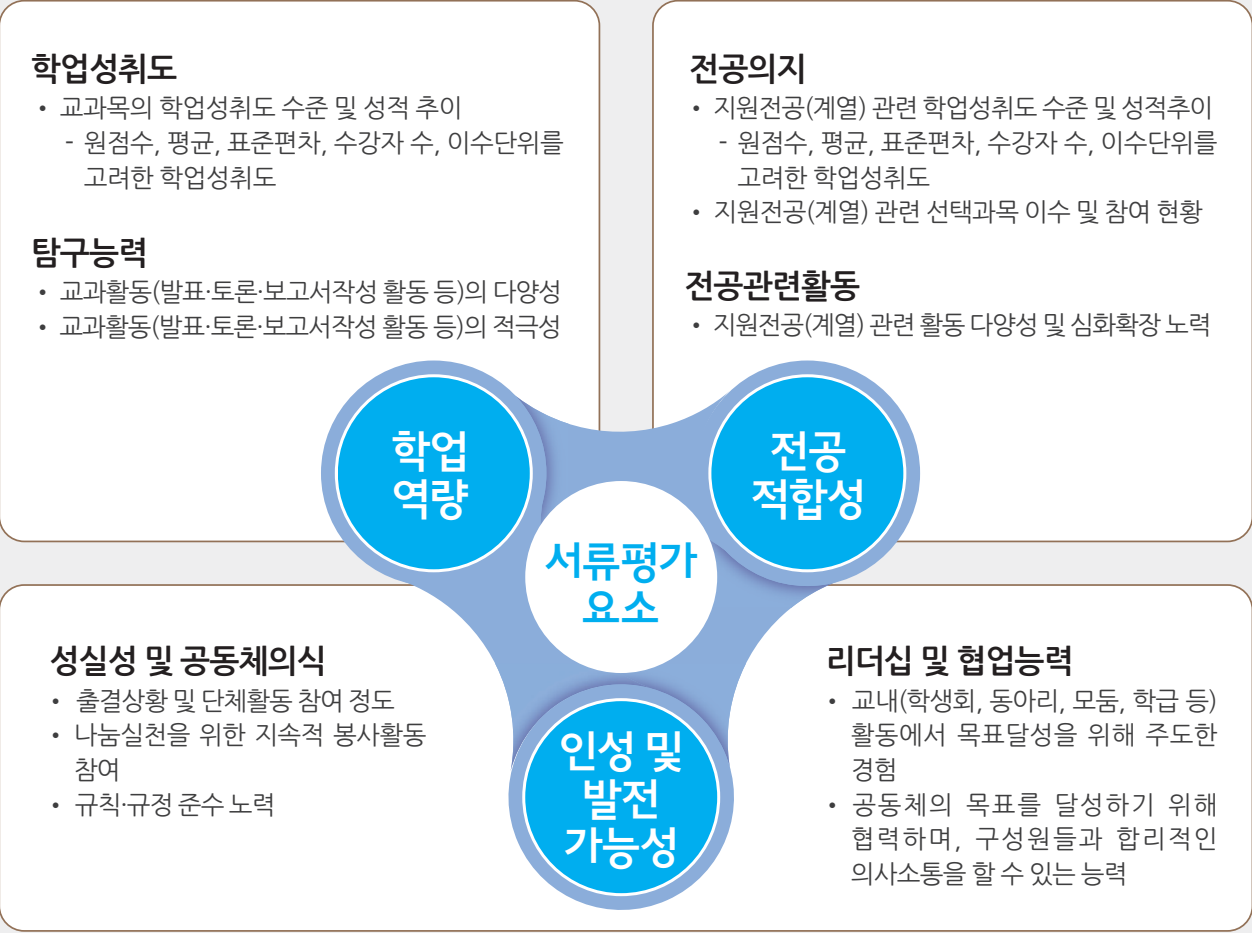 학업성취도
• 교과목의 학업성취도 수준 및 성적 추이
- 원점수, 평균, 표준편차, 수강자 수, 이수단위를
고려한 학업성취도
탐구능력
• 교과활동(발표·토론·보고서작성 활동 등)의 다양성
• 교과활동(발표·토론·보고서작성 활동 등)의 적극성
전공의지
• 지원전공(계열) 관련 학업성취도 수준 및 성적추이
- 원점수, 평균, 표준편차, 수강자 수, 이수단위를
고려한 학업성취도
• 지원전공(계열) 관련 선택과목 이수 및 참여 현황
전공관련활동
• 지원전공(계열) 관련 활동 다양성 및 심화확장 노력
학업
역량
전공
적합성
서류평가
요소
성실성 및 공동체의식
• 출결상황 및 단체활동 참여 정도
• 나눔실천을 위한 지속적 봉사활동
참여
• 규칙·규정 준수 노력
인성 및
발전
가능성
리더십 및 협업능력
• 교내(학생회, 동아리, 모둠, 학급 등)
활동에서 목표달성을 위해 주도한
경험
• 공동체의 목표를 달성하기 위해
협력하며, 구성원들과 합리적인
의사소통을 할 수 있는 능력